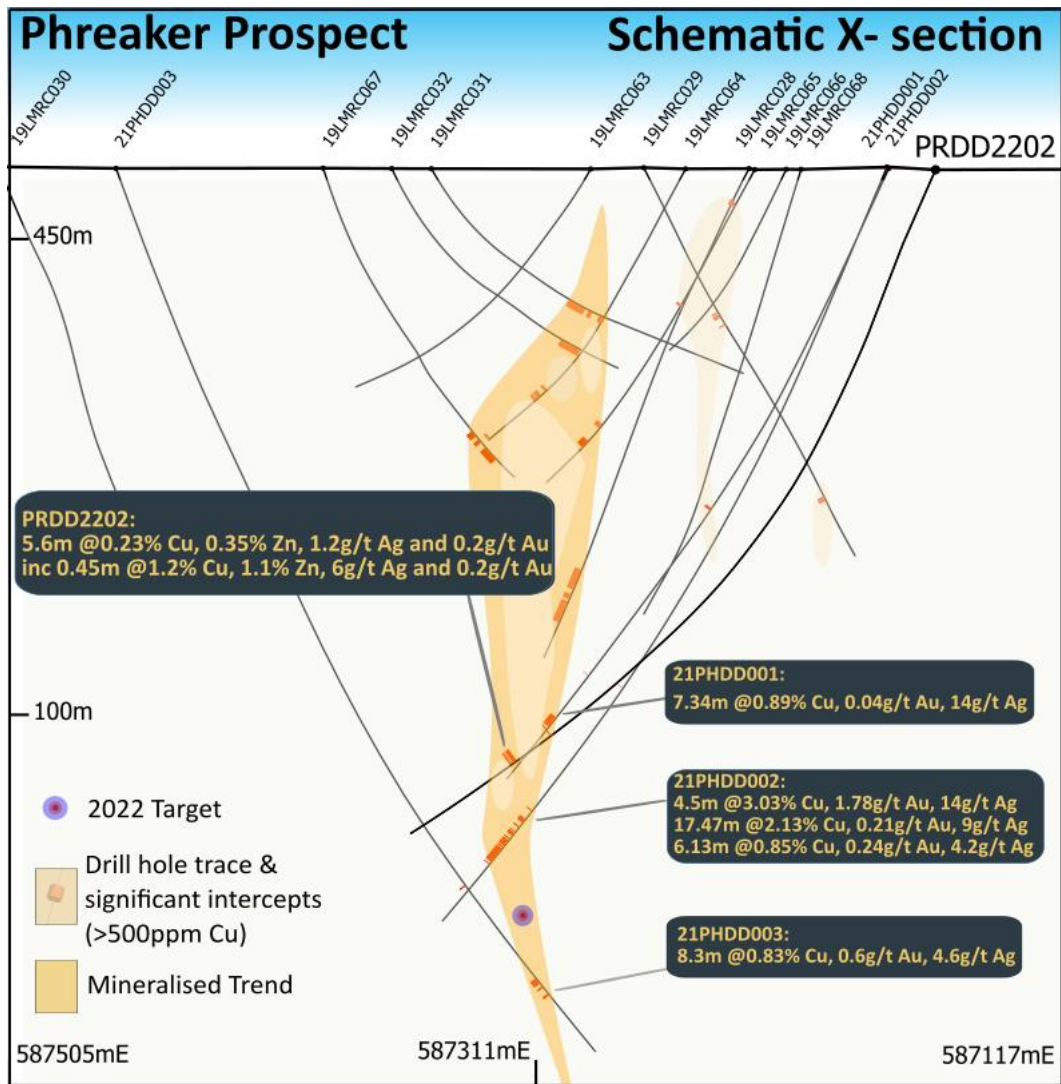 Phreaker Prospect
Schematic X- section
19LMRC030
21PHDD003
19LMRC067
19LMRC032
19LMRC031
19LMRC063
19LMRC029
19LMRC064
19LMRC028
19LMRC065
19LMRC066
19LMRC068
21PHDD001
21PHDD002
PRDD2202
450m
PRDD2202:
5.6m @0.23% Cu, 0.35% Zn, 1.2g/t Ag and 0.2g/t Au
inc 0.45m @1.2% Cu, 1.1% Zn, 6g/t Ag and 0.2g/t Au
21PHDD001:
7.34m @0.89% Cu, 0.04g/t Au, 14g/t Ag
100m
21PHDD002:
4.5m @3.03% Cu, 1.78g/t Au, 14g/t Ag
17.47m @2.13% Cu, 0.21g/t Au, 9g/t Ag
6.13m @0.85% Cu, 0.24g/t Au, 4.2g/t Ag
2022 Target
Drill hole trace &
significant intercepts
(>500ppm Cu)
21PHDD003:
8.3m @0.83% Cu, 0.6g/t Au, 4.6g/t Ag
Mineralised Trend
587505mE
587311mE
587117mE